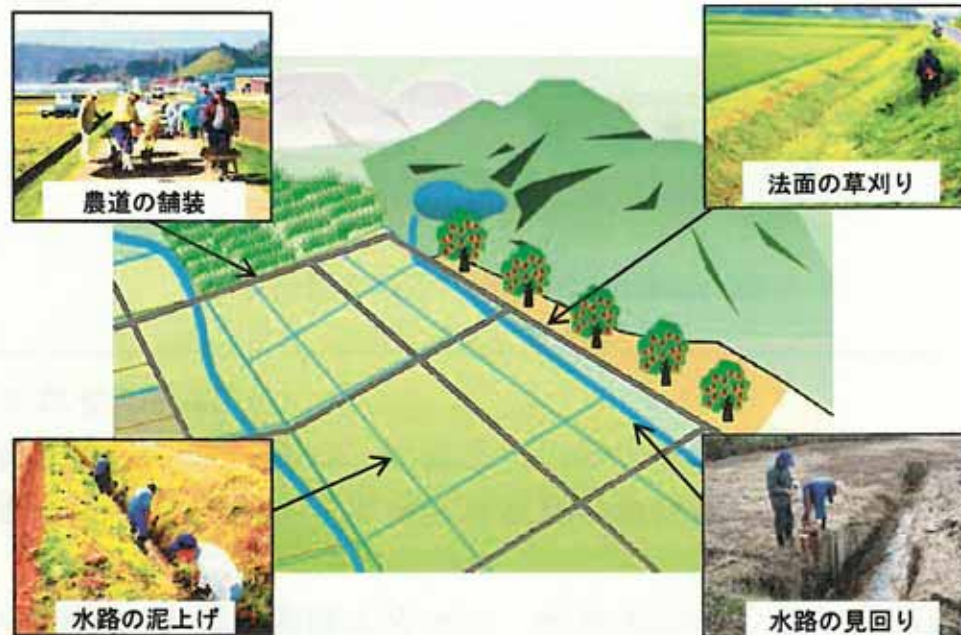 農道の舗装
法面の草刈り
水路の泥上げ
水路の見回り